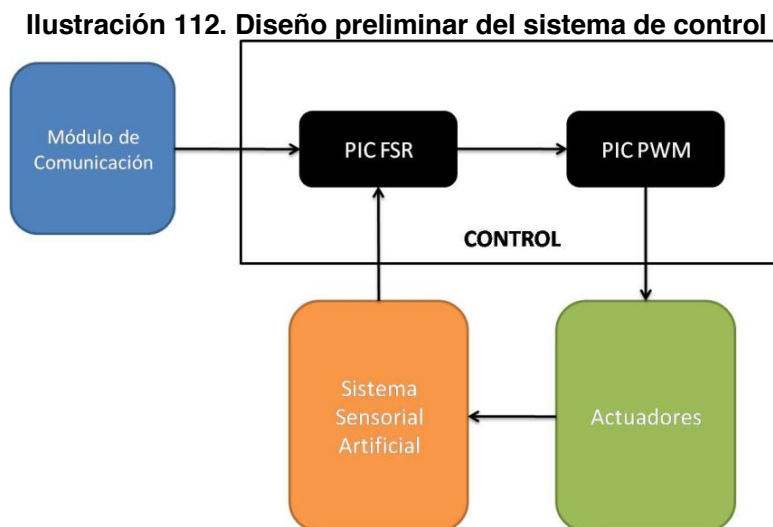 Ilustración 112. Diseño preliminar del sistema de control
Módulo de
Comunicación
PIC FSR
PIC PWM
CONTROL
Sistema
Sensorial
Artificial
Actuadores